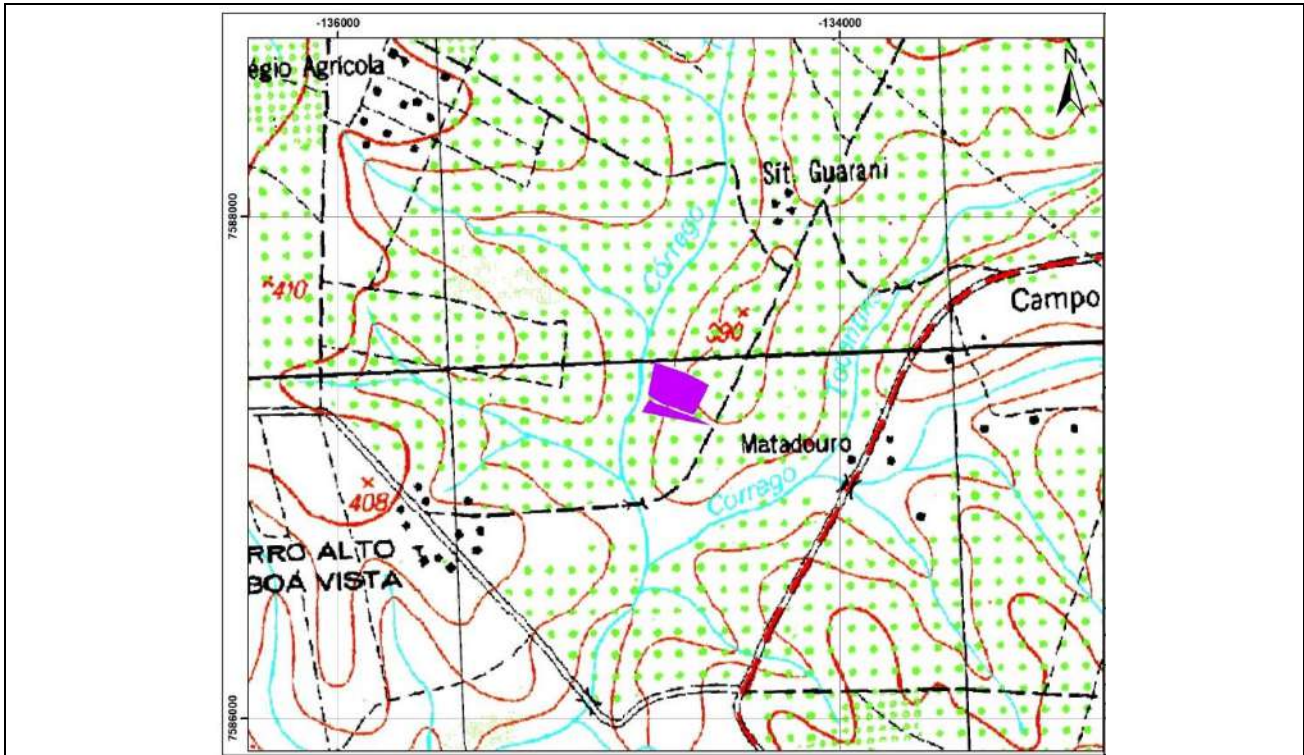 -136000
-134000
égio Agrícola
N
Sit. Guarani
7588000
Córrego
410
390
Tocantins
Campo
Matadouro
Córrego
408
RRO ALTO
BOA VISTA
7586000